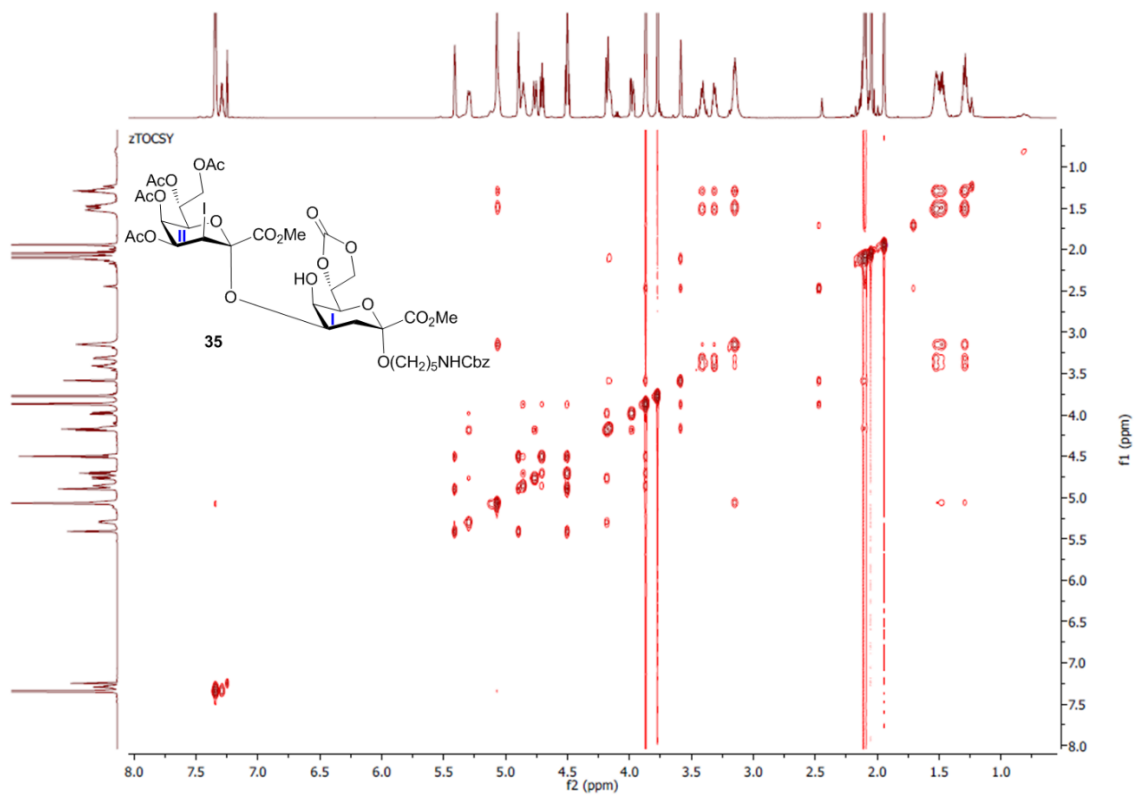 zTOCSY
OAc
AcO
AcO
O
II
I
AcO
CO₂Me
O
O
O
HO
O
O
I
CO₂Me
35
O(CH₂)₅NHCbz
1.0
1.5
2.0
2.5
3.0
3.5
4.0
4.5
5.0
5.5
6.0
6.5
7.0
7.5
8.0
f1 (ppm)
8.0 7.5 7.0 6.5 6.0 5.5 5.0 4.5 4.0 3.5 3.0 2.5 2.0 1.5 1.0
f2 (ppm)